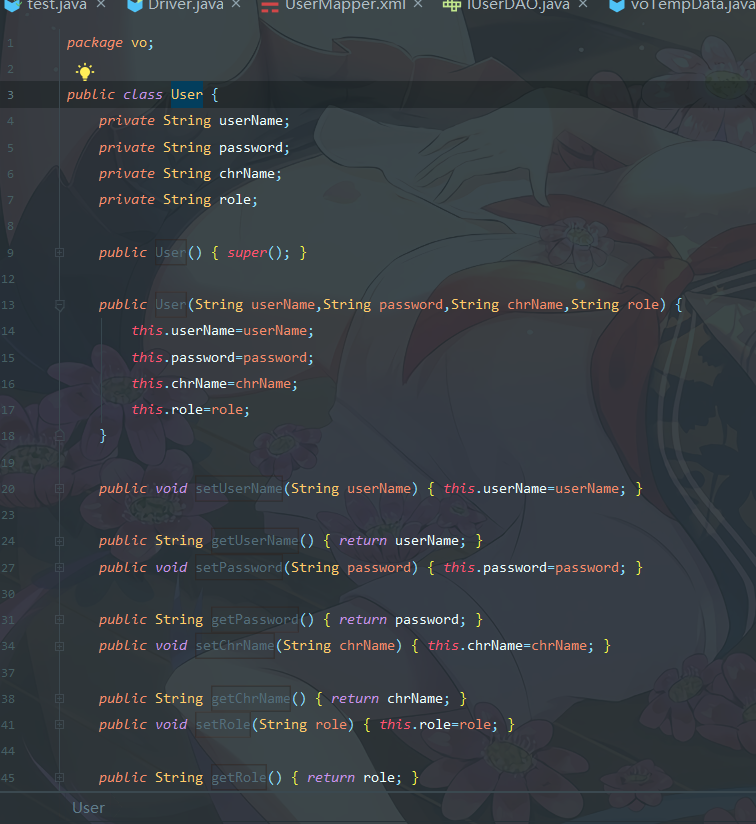 test.java × Driver.java × UserMapper.xml × IUserDAO.java × voTempData.java
1 package vo;
2
3 public class User {
4 private String userName;
5 private String password;
6 private String chrName;
7 private String role;
8
9 public User() { super(); }
12
13 public User(String userName,String password,String chrName,String role) {
14 this.userName=userName;
15 this.password=password;
16 this.chrName=chrName;
17 this.role=role;
18 }
19
20 public void setUserName(String userName) { this.userName=userName; }
23
24 public String getUserName() { return userName; }
27 public void setPassword(String password) { this.password=password; }
30
31 public String getPassword() { return password; }
34 public void setChrName(String chrName) { this.chrName=chrName; }
37
38 public String getChrName() { return chrName; }
41 public void setRole(String role) { this.role=role; }
44
45 public String getRole() { return role; }
User